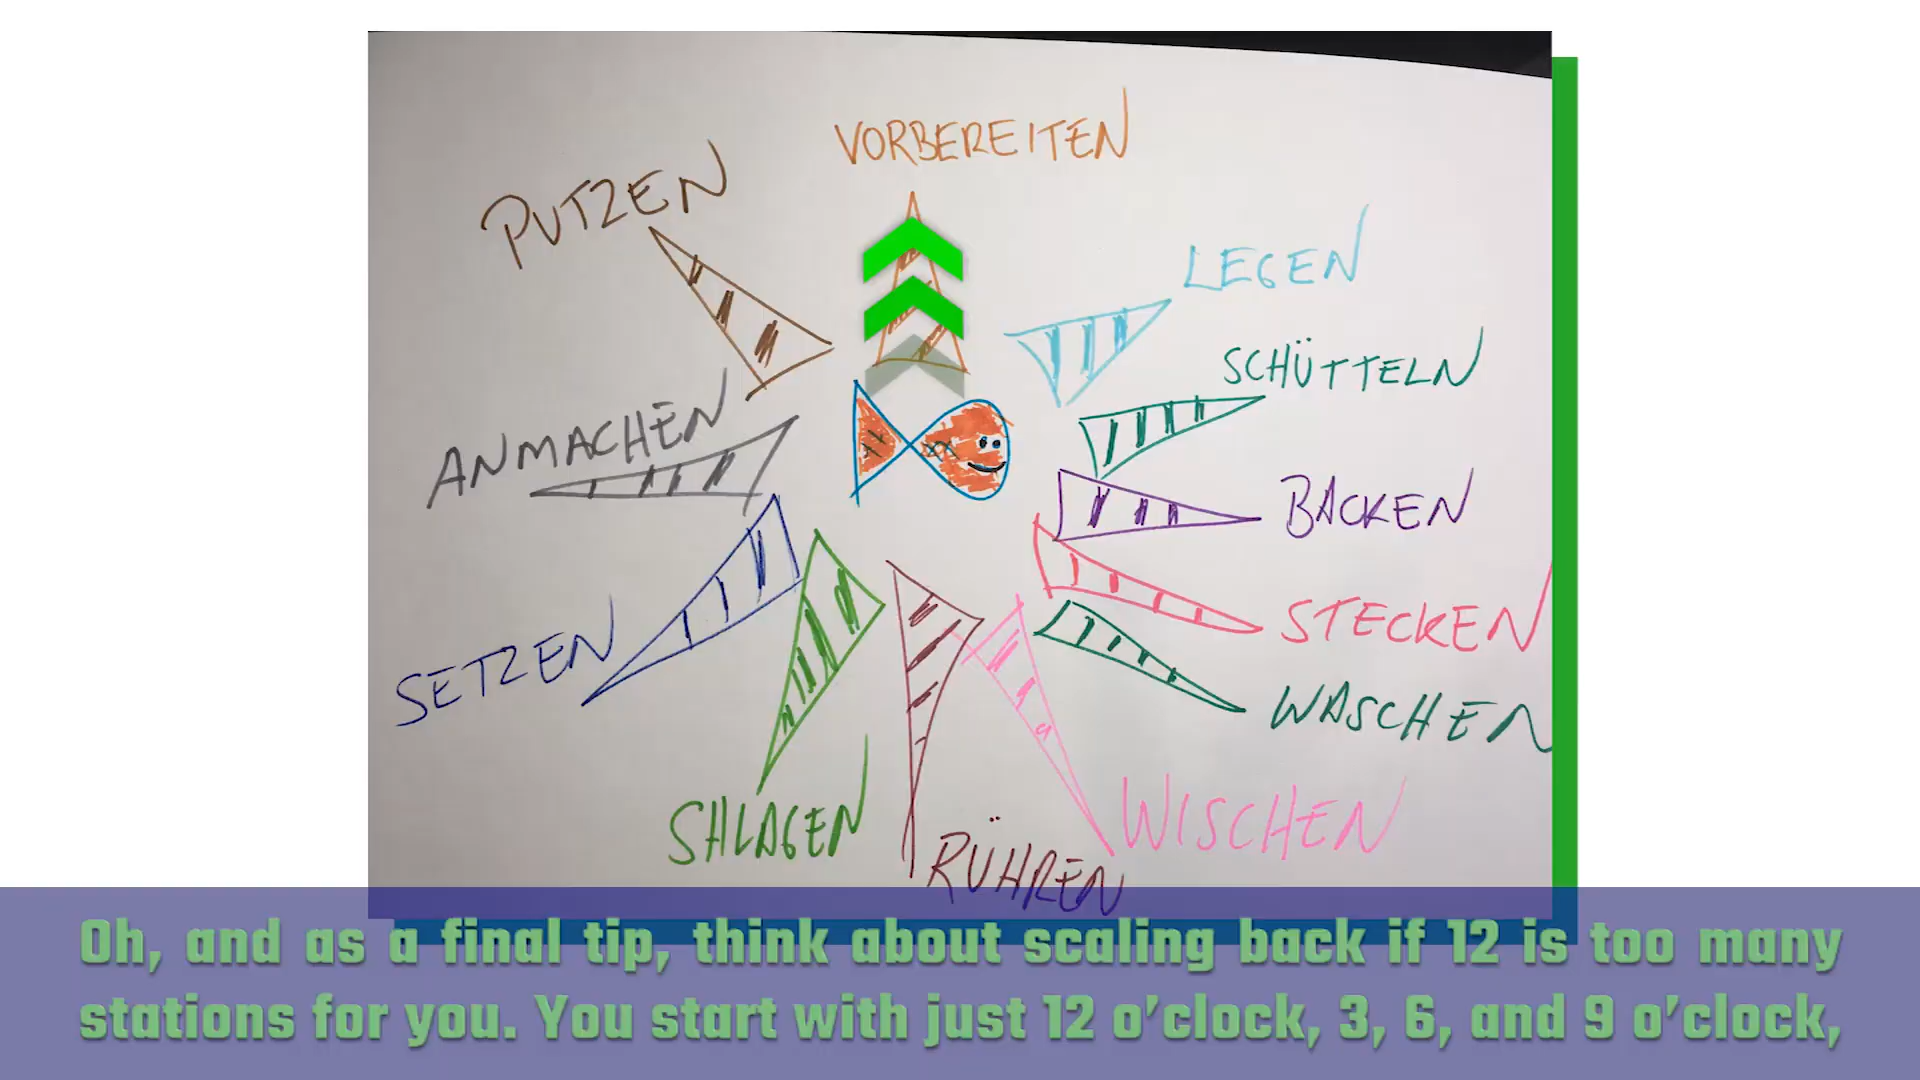 VORBEREITEN
PUTZEN
LEGEN
SCHÜTTELN
ANMACHEN
BACKEN
STECKEN
SETZEN
WASCHEN
SHLAGEN
WISCHEN
RÜHREN
Oh, and as a final tip, think about scaling back if 12 is too many
stations for you. You start with just 12 o'clock, 3, 6, and 9 o'clock,